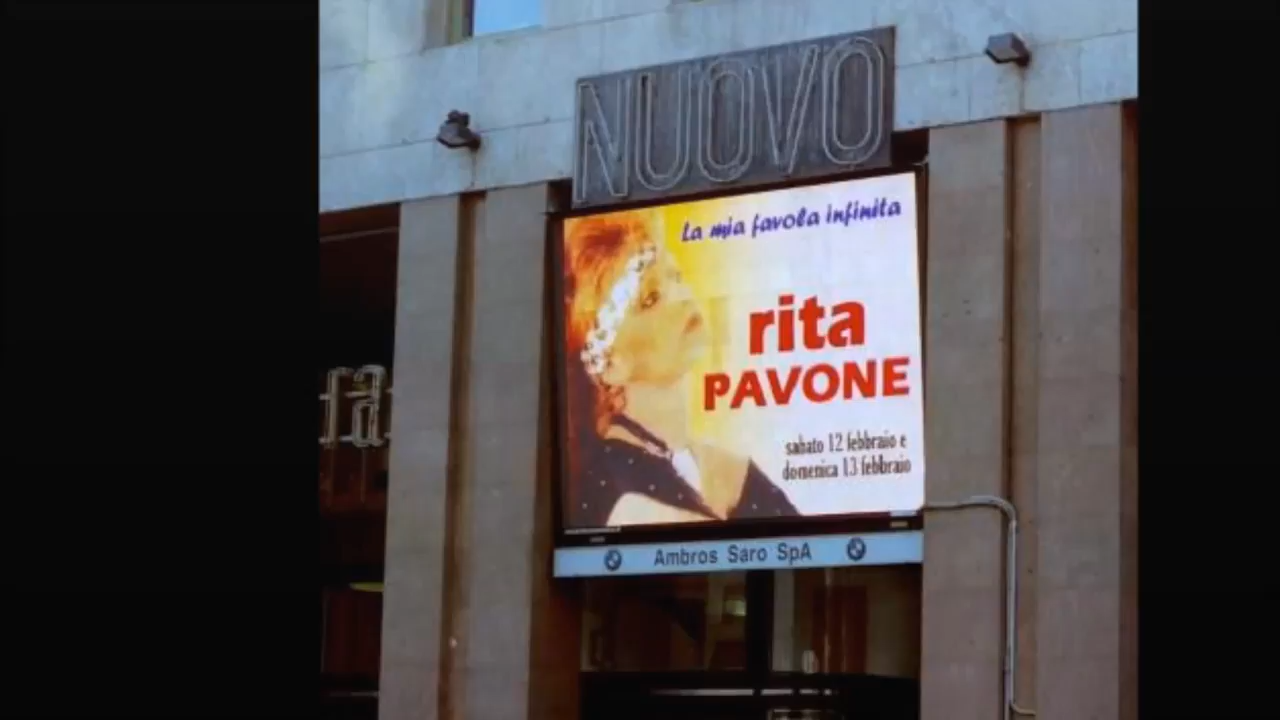 NUOVO
La mia favola infinita
rita
PAVONE
sabato 12 febbraio e
domenica 13 febbraio
Ambros Saro SpA